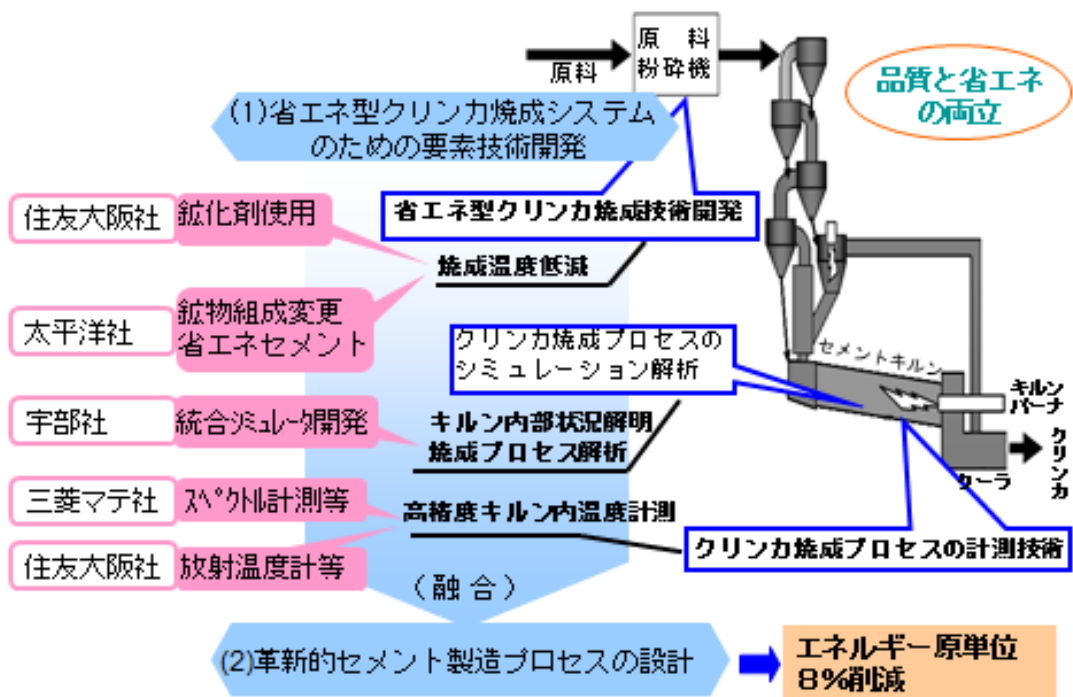 原料
原　料
粉砕機
品質と省エネ
の両立
(1)省エネ型クリンカ焼成システム
のための要素技術開発
省エネ型クリンカ焼成技術開発
住友大阪社
鉱化剤使用
焼成温度低減
太平洋社
鉱物組成変更
省エネセメント
クリンカ焼成プロセスの
シミュレーション解析
セメントキルン
キルン
バーナ
クリンカ
クーラ
宇部社
統合シミュレータ開発
キルン内部状況解明
焼成プロセス解析
三菱マテ社
スペクトル計測等
高精度キルン内温度計測
住友大阪社
放射温度計等
クリンカ焼成プロセスの計測技術
(融合)
(2)革新的セメント製造プロセスの設計
エネルギー原単位
8%削減